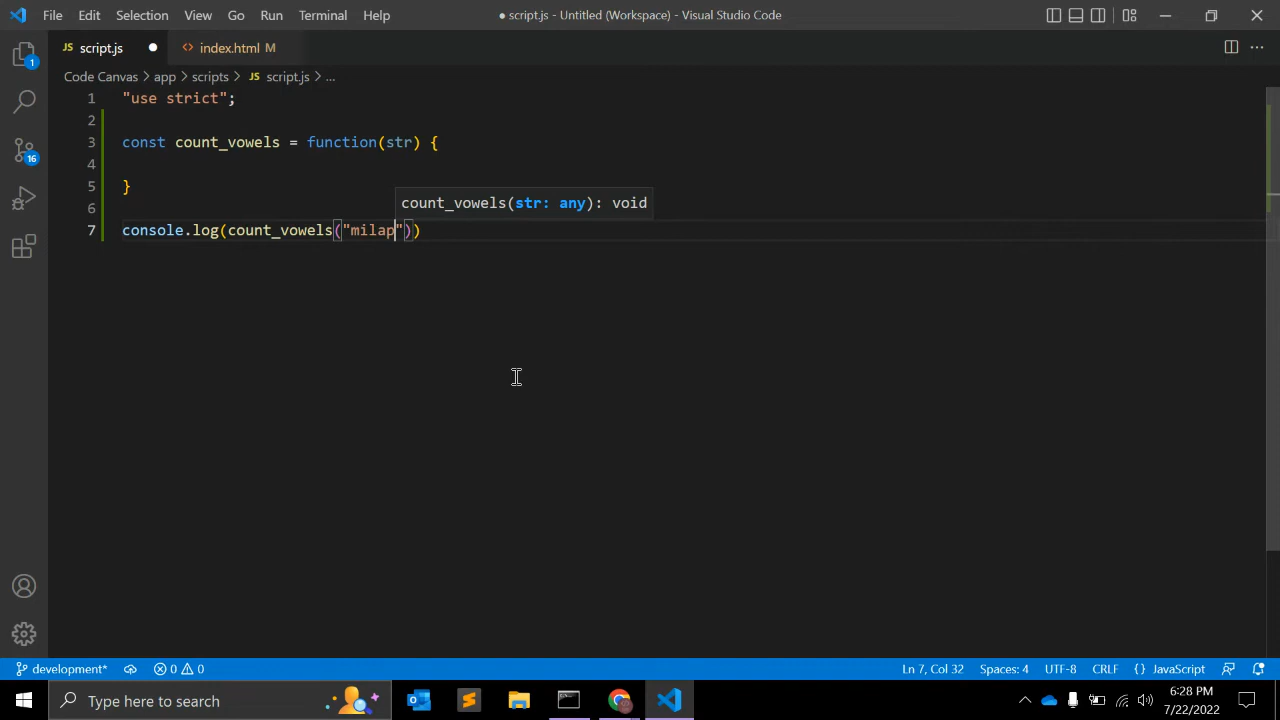 File Edit Selection View Go Run Terminal Help ● script.js - Untitled (Workspace) - Visual Studio Code
JS script.js ● <> index.html M
Code Canvas > app > scripts > JS script.js > ...
1 "use strict";
2
3 const count_vowels = function(str) {
4
5 }
count_vowels(str: any): void
6
7 console.log(count_vowels("milap"))
1
16
development* 0 0 Ln 7, Col 32 Spaces: 4 UTF-8 CRLF {} JavaScript
Type here to search
6:28 PM
7/22/2022